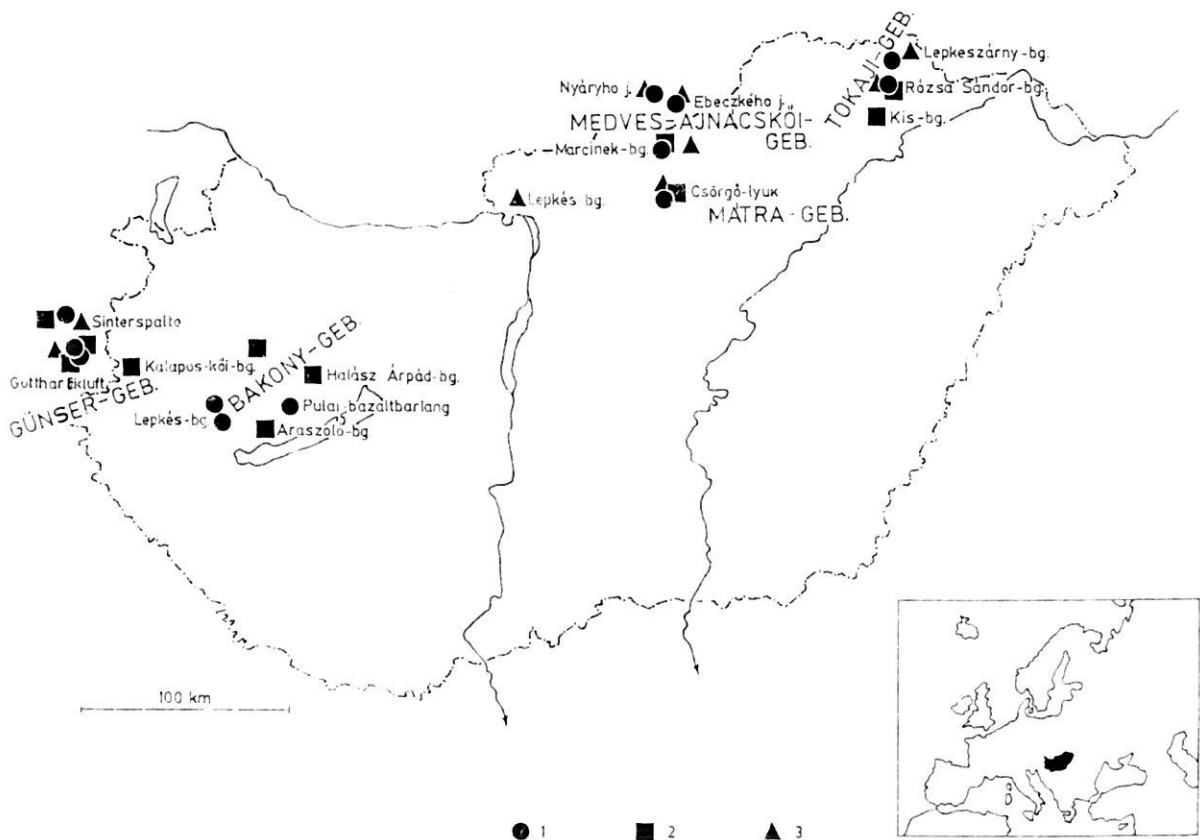 TOKAJI-GEB.
Lepkeszárny-bg.
Nyáryho j.
Ebeczkého j.
Rózsa Sándor-bg.
MEDVES-AJNÁCSKŐI-
GEB.
Kis-bg.
Marcinek-bg.
Lepkés-bg.
Csörgő-lyuk
MÁTRA-GEB.
Sinterspalte
Kalapos-kői-bg.
BAKONY-GEB.
Halász Árpád-bg.
GÜNSER-GEB.
Lepkés-bg
Pulai-bazaltbarlang
Araszoló-bg
100 km
1 2 3